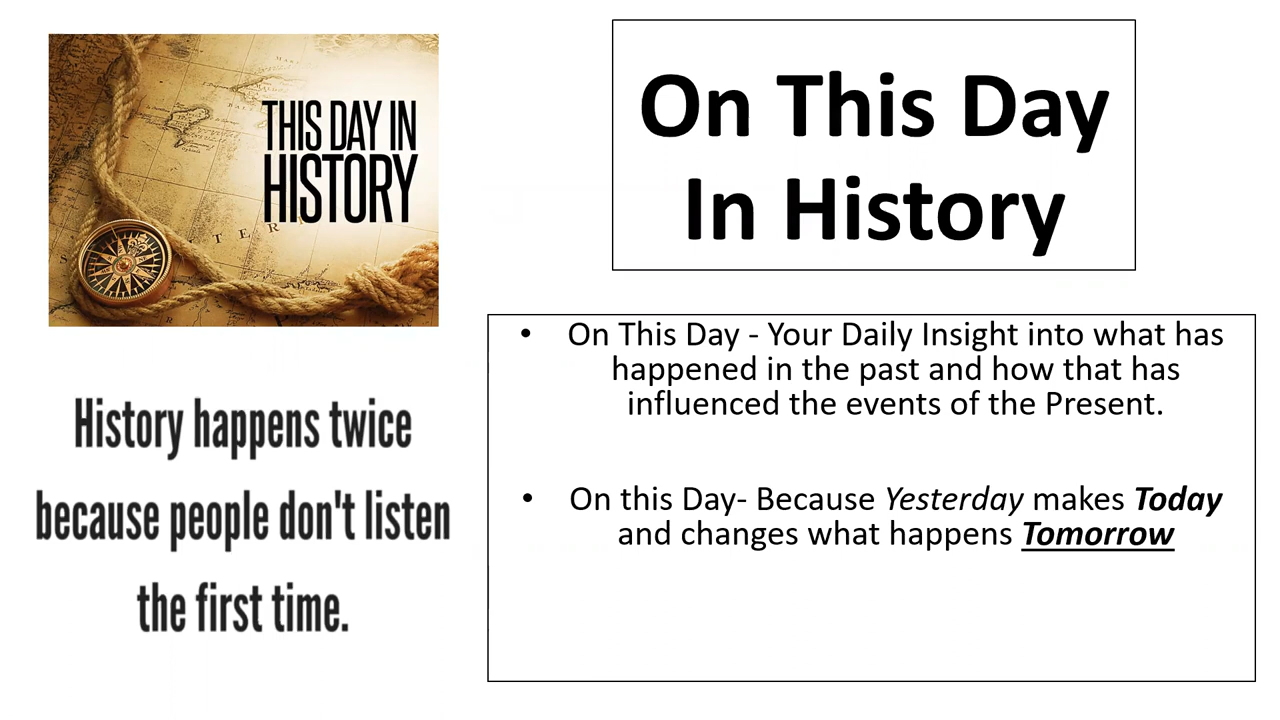 THIS DAY IN
HISTORY
TER
History happens twice
because people don't listen
the first time.
On This Day
In History
• On This Day - Your Daily Insight into what has
happened in the past and how that has
influenced the events of the Present.
• On this Day- Because Yesterday makes Today
and changes what happens Tomorrow